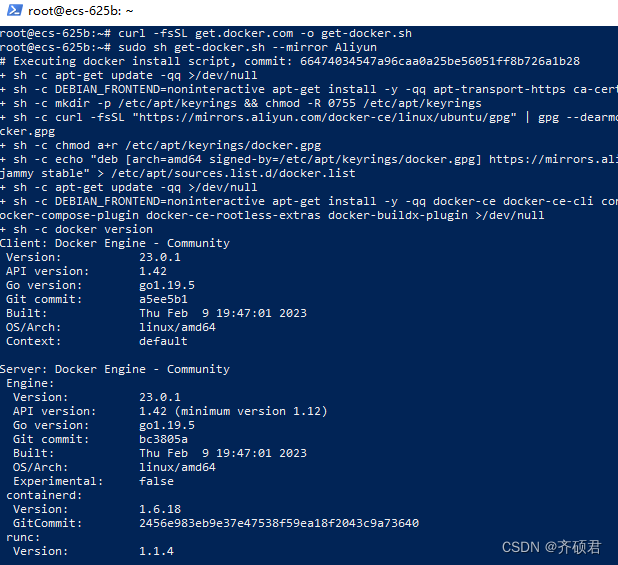 root@ecs-625b: ~
root@ecs-625b:~# curl -fsSL get.docker.com -o get-docker.sh
root@ecs-625b:~# sudo sh get-docker.sh --mirror Aliyun
# Executing docker install script, commit: 66474034547a96caa0a25be56051ff8b726a1b28
+ sh -c apt-get update -qq >/dev/null
+ sh -c DEBIAN_FRONTEND=noninteractive apt-get install -y -qq apt-transport-https ca-cert
+ sh -c mkdir -p /etc/apt/keyrings && chmod -R 0755 /etc/apt/keyrings
+ sh -c curl -fsSL "https://mirrors.aliyun.com/docker-ce/linux/ubuntu/gpg" | gpg --dearmo
cker.gpg
+ sh -c chmod a+r /etc/apt/keyrings/docker.gpg
+ sh -c echo "deb [arch=amd64 signed-by=/etc/apt/keyrings/docker.gpg] https://mirrors.ali
jammy stable" > /etc/apt/sources.list.d/docker.list
+ sh -c apt-get update -qq >/dev/null
+ sh -c DEBIAN_FRONTEND=noninteractive apt-get install -y -qq docker-ce docker-ce-cli con
ocker-compose-plugin docker-ce-rootless-extras docker-buildx-plugin >/dev/null
+ sh -c docker version
Client: Docker Engine - Community
Version: 23.0.1
API version: 1.42
Go version: go1.19.5
Git commit: a5ee5b1
Built: Thu Feb  9 19:47:01 2023
OS/Arch: linux/amd64
Context: default
Server: Docker Engine - Community
Engine:
Version: 23.0.1
API version: 1.42 (minimum version 1.12)
Go version: go1.19.5
Git commit: bc3805a
Built: Thu Feb  9 19:47:01 2023
OS/Arch: linux/amd64
Experimental: false
containerd:
Version: 1.6.18
GitCommit: 2456e983eb9e37e47538f59ea18f2043c9a73640
runc:
Version: 1.1.4
CSDN @齐硕君